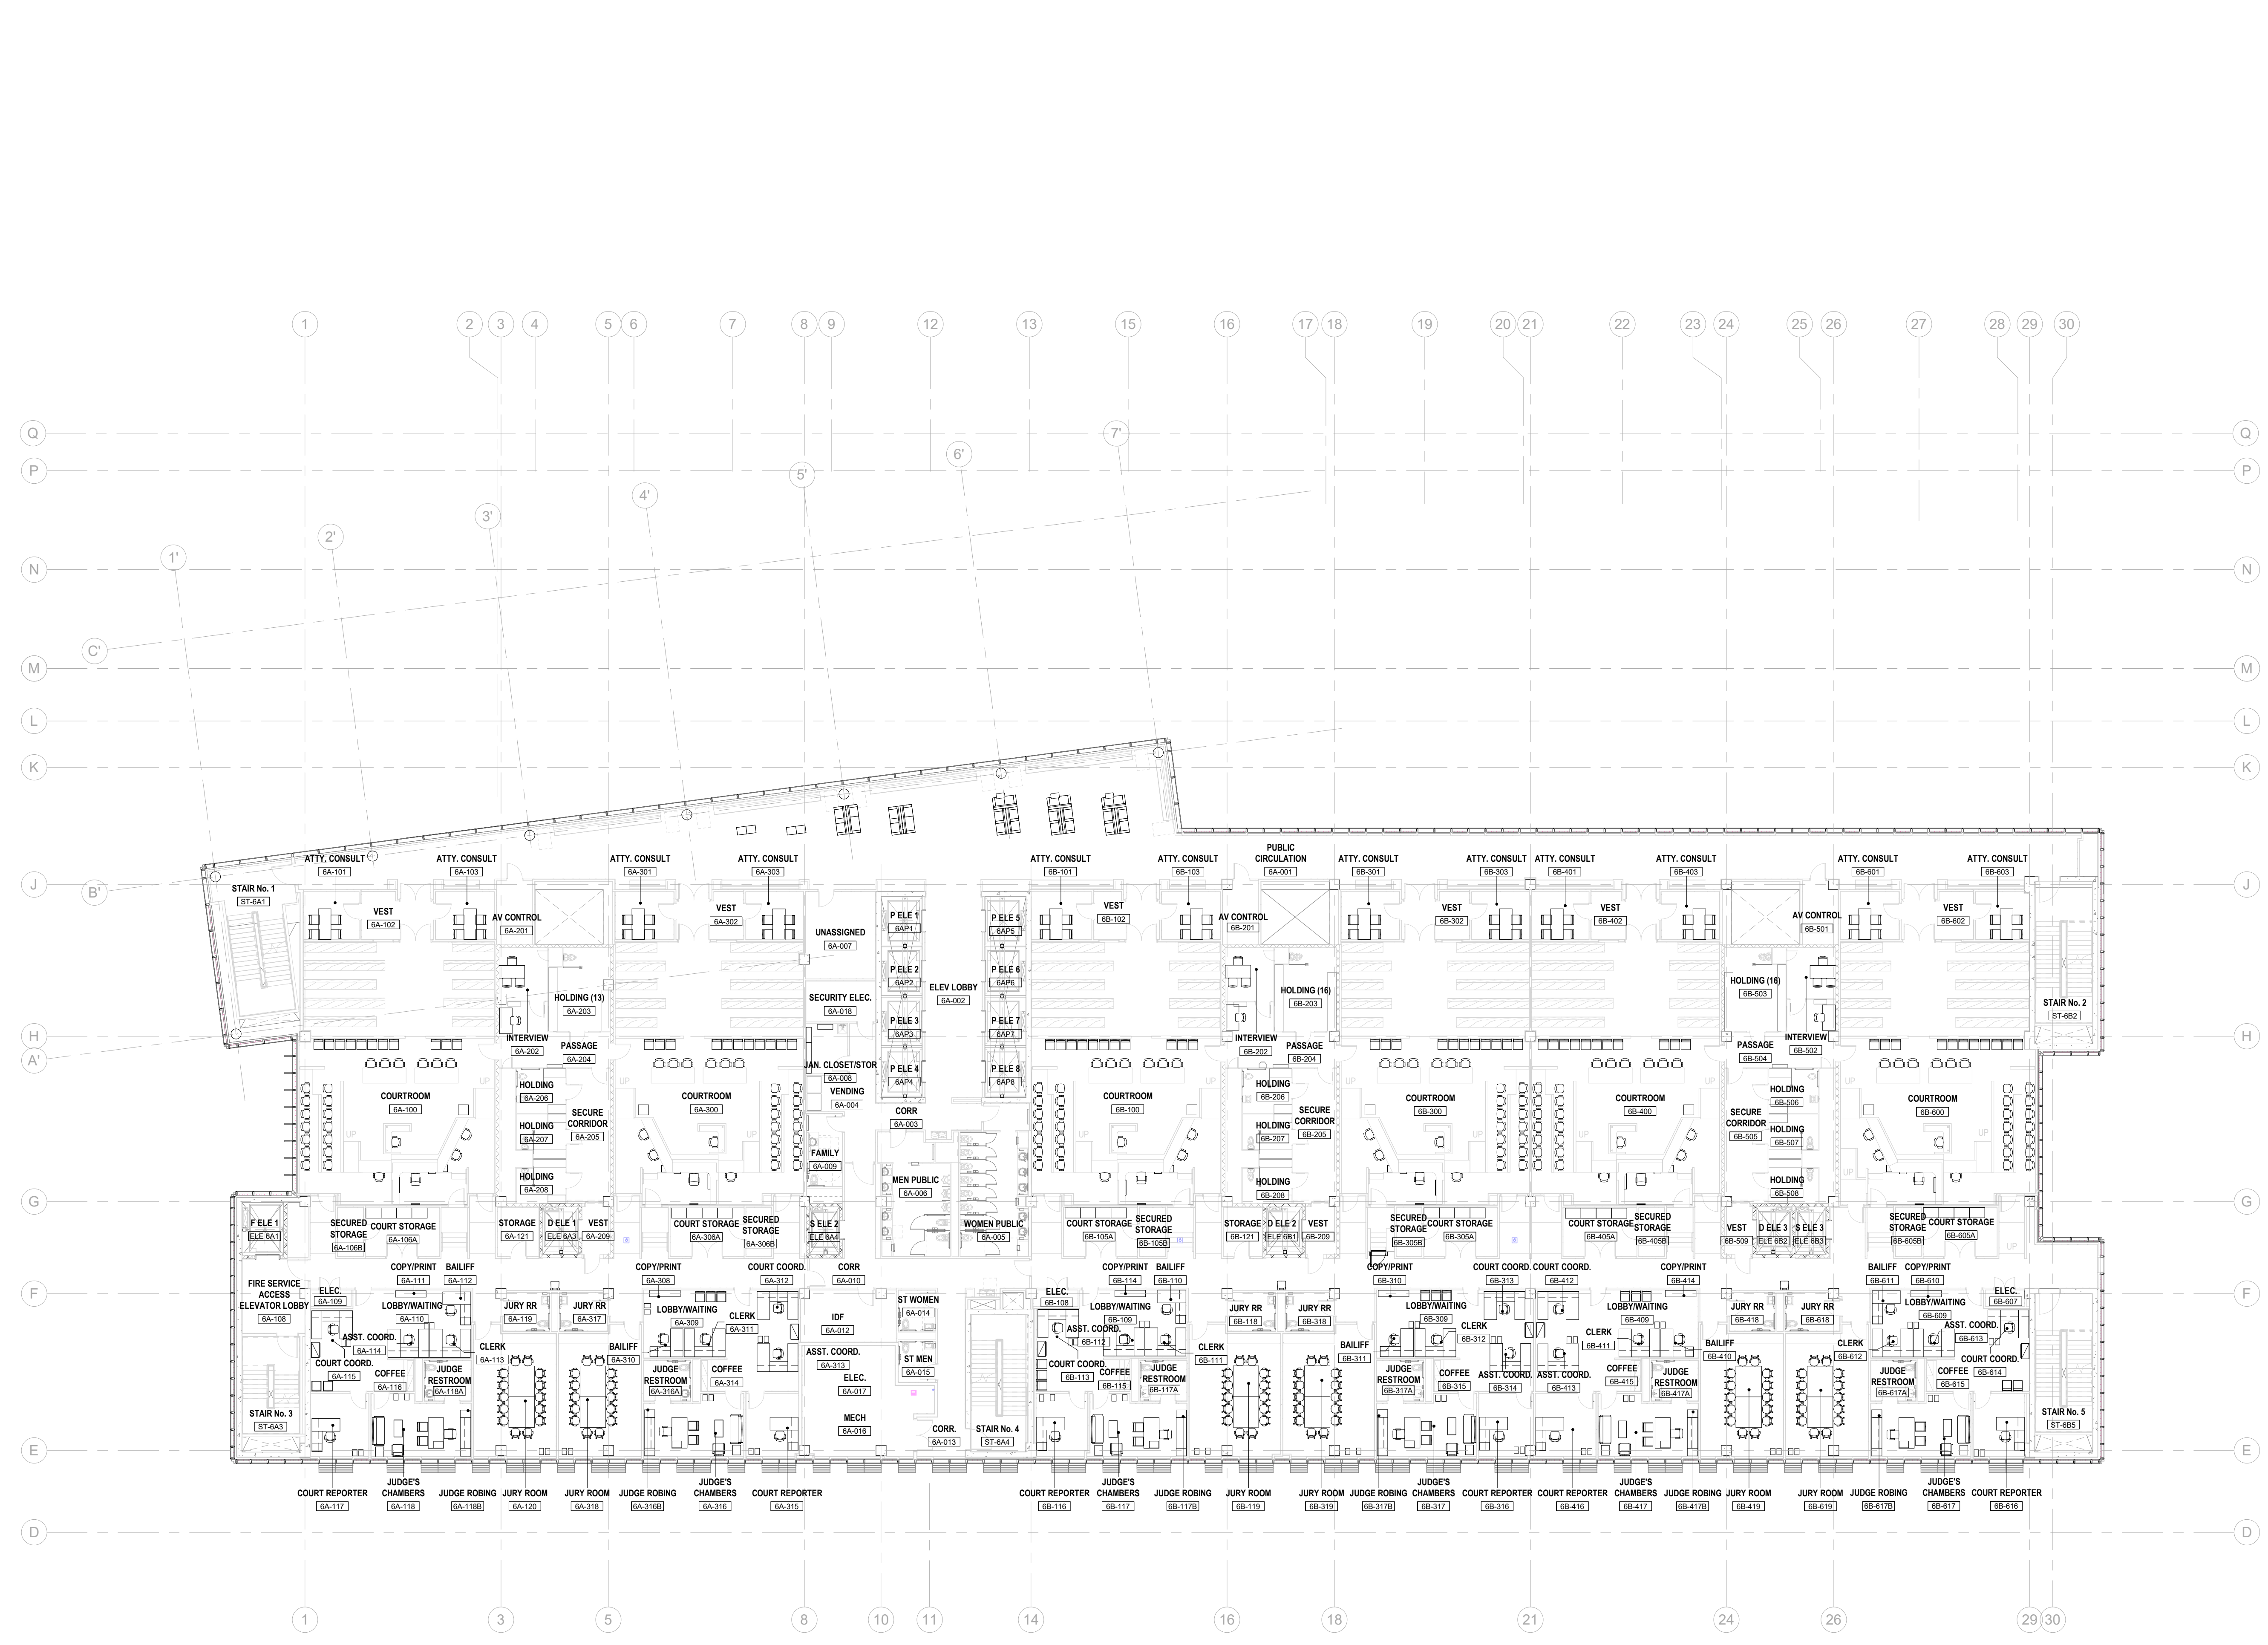 1 2 3 4 5 6 7 8 9 12 13 15 16 17 18 19 20 21 22 23 24 25 26 27 28 29 30
Q Q
P P
N N
M M
L L
K K
J J
H H
G G
F F
E E
D D
1' 2' 3' 4' 5' 6' 7'
C'
B'
A'
ATTY. CONSULT
6A-101
ATTY. CONSULT
6A-103
ATTY. CONSULT
6A-301
ATTY. CONSULT
6A-303
ATTY. CONSULT
6B-101
ATTY. CONSULT
6B-103
PUBLIC
CIRCULATION
6A-001
ATTY. CONSULT
6B-301
ATTY. CONSULT
6B-303
ATTY. CONSULT
6B-401
ATTY. CONSULT
6B-403
ATTY. CONSULT
6B-601
ATTY. CONSULT
6B-603
STAIR No. 1
ST-6A1
VEST
6A-102
AV CONTROL
6A-201
VEST
6A-302
UNASSIGNED
6A-007
P ELE 1
6AP1
P ELE 5
6AP5
VEST
6B-102
AV CONTROL
6B-201
VEST
6B-302
VEST
6B-402
AV CONTROL
6B-501
VEST
6B-602
P ELE 2
6AP2
ELEV LOBBY
6A-002
P ELE 6
6AP6
HOLDING (13)
6A-203
SECURITY ELEC.
6A-018
HOLDING (16)
6B-203
HOLDING (16)
6B-503
STAIR No. 2
ST-6B2
P ELE 3
6AP3
P ELE 7
6AP7
INTERVIEW
6A-202
PASSAGE
6A-204
INTERVIEW
6B-202
PASSAGE
6B-204
PASSAGE
6B-504
INTERVIEW
6B-502
JAN. CLOSET/STOR
6A-008
P ELE 4
6AP4
P ELE 8
6AP8
VENDING
6A-004
CORR
6A-003
COURTROOM
6A-100
HOLDING
6A-206
HOLDING
6A-207
HOLDING
6A-208
SECURE
CORRIDOR
6A-205
COURTROOM
6A-300
COURTROOM
6B-100
HOLDING
6B-206
HOLDING
6B-207
HOLDING
6B-208
SECURE
CORRIDOR
6B-205
COURTROOM
6B-300
COURTROOM
6B-400
SECURE
CORRIDOR
6B-505
HOLDING
6B-506
HOLDING
6B-507
HOLDING
6B-508
COURTROOM
6B-600
UP UP UP UP UP UP UP UP UP UP UP UP
FAMILY
6A-009
MEN PUBLIC
6A-006
WOMEN PUBLIC
6A-005
F ELE 1
ELE 6A1
SECURED
STORAGE
6A-106B
COURT STORAGE
6A-106A
STORAGE
6A-121
D ELE 1
ELE 6A3
VEST
6A-209
COURT STORAGE
6A-306A
SECURED
STORAGE
6A-306B
S ELE 2
ELE 6A4
COURT STORAGE
6B-105A
SECURED
STORAGE
6B-105B
STORAGE
6B-121
D ELE 2
ELE 6B1
VEST
6B-209
SECURED
STORAGE
6B-305B
COURT STORAGE
6B-305A
COURT STORAGE
6B-405A
SECURED
STORAGE
6B-405B
VEST
6B-509
D ELE 3
ELE 6B2
S ELE 3
ELE 6B3
SECURED
STORAGE
6B-605B
COURT STORAGE
6B-605A
COPY/PRINT
6A-111
BAILIFF
6A-112
COPY/PRINT
6A-308
COURT COORD.
6A-312
CORR
6A-010
COPY/PRINT
6B-114
BAILIFF
6B-110
COPY/PRINT
6B-310
COURT COORD.
6B-313
COURT COORD.
6B-412
COPY/PRINT
6B-414
BAILIFF
6B-611
COPY/PRINT
6B-610
FIRE SERVICE
ACCESS
ELEVATOR LOBBY
6A-108
ELEC.
6A-109
LOBBY/WAITING
6A-110
JURY RR
6A-119
JURY RR
6A-317
LOBBY/WAITING
6A-309
CLERK
6A-311
IDF
6A-012
ST WOMEN
6A-014
ELEC.
6B-108
LOBBY/WAITING
6B-109
JURY RR
6B-118
JURY RR
6B-318
LOBBY/WAITING
6B-309
CLERK
6B-312
CLERK
6B-411
LOBBY/WAITING
6B-409
JURY RR
6B-418
JURY RR
6B-618
LOBBY/WAITING
6B-609
ELEC.
6B-607
ASST. COORD.
6A-114
COURT COORD.
6A-115
COFFEE
6A-116
JUDGE
RESTROOM
6A-118A
CLERK
6A-113
BAILIFF
6A-310
JUDGE
RESTROOM
6A-316A
COFFEE
6A-314
ASST. COORD.
6A-313
ELEC.
6A-017
ST MEN
6A-015
ASST. COORD.
6B-112
COURT COORD.
6B-113
COFFEE
6B-115
JUDGE
RESTROOM
6B-117A
CLERK
6B-111
BAILIFF
6B-311
JUDGE
RESTROOM
6B-317A
COFFEE
6B-315
ASST. COORD.
6B-314
ASST. COORD.
6B-413
COFFEE
6B-415
JUDGE
RESTROOM
6B-417A
BAILIFF
6B-410
CLERK
6B-612
JUDGE
RESTROOM
6B-617A
COFFEE
6B-615
ASST. COORD.
6B-613
COURT COORD.
6B-614
STAIR No. 3
ST-6A3
MECH
6A-016
CORR.
6A-013
STAIR No. 4
ST-6A4
STAIR No. 5
ST-6B5
COURT REPORTER
6A-117
JUDGE'S
CHAMBERS
6A-118
JUDGE ROBING
6A-118B
JURY ROOM
6A-120
JURY ROOM
6A-318
JUDGE ROBING
6A-316B
JUDGE'S
CHAMBERS
6A-316
COURT REPORTER
6A-315
COURT REPORTER
6B-116
JUDGE'S
CHAMBERS
6B-117
JUDGE ROBING
6B-117B
JURY ROOM
6B-119
JURY ROOM
6B-319
JUDGE ROBING
6B-317B
JUDGE'S
CHAMBERS
6B-317
COURT REPORTER
6B-316
COURT REPORTER
6B-416
JUDGE'S
CHAMBERS
6B-417
JUDGE ROBING
6B-417B
JURY ROOM
6B-419
JURY ROOM
6B-619
JUDGE ROBING
6B-617B
JUDGE'S
CHAMBERS
6B-617
COURT REPORTER
6B-616
1 3 5 8 10 11 14 16 18 21 24 26 29 30